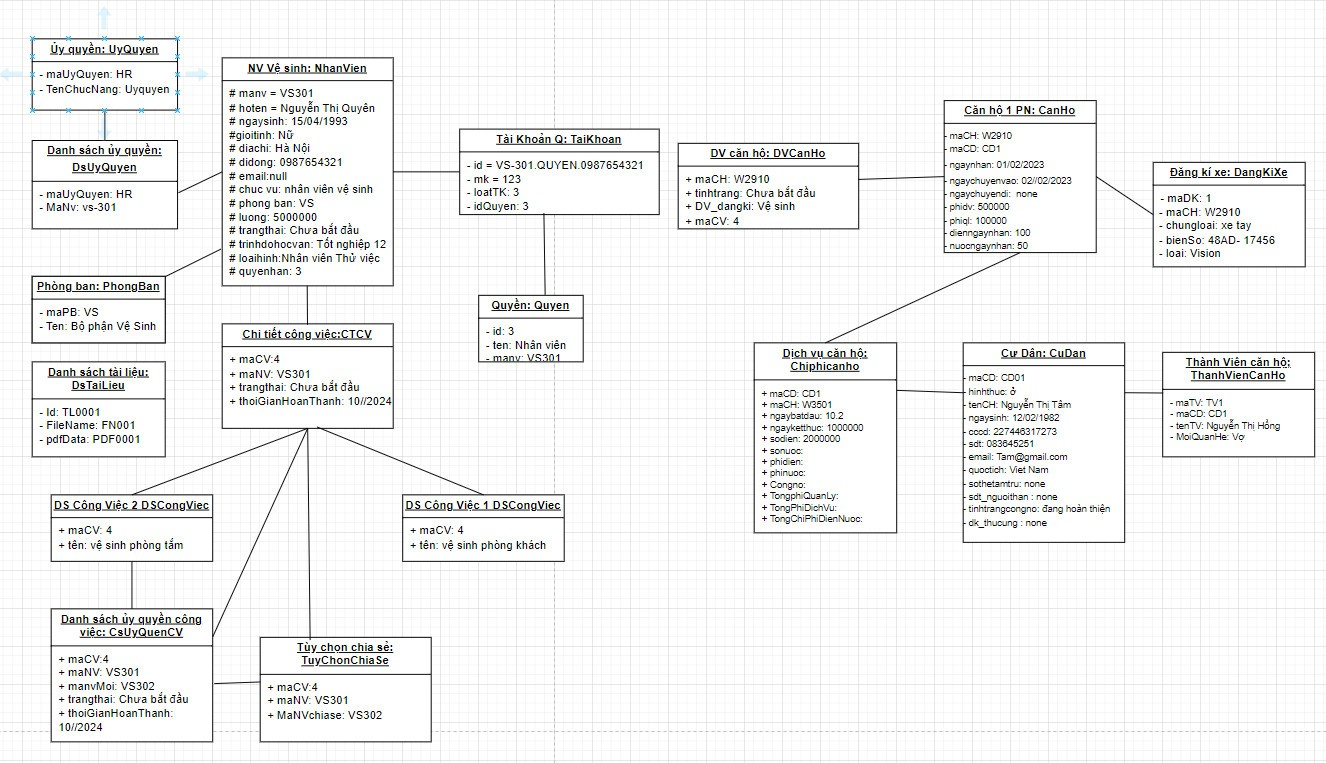 Ủy quyền: UyQuyen
- maUyQuyen: HR
- TenChucNang: Uyquyen
Danh sách ủy quyền:
DsUyQuyen
- maUyQuyen: HR
- MaNv: vs-301
Phòng ban: PhongBan
- maPB: VS
- Ten: Bộ phận Vệ Sinh
Danh sách tài liệu:
DsTaiLieu
- Id: TL0001
- FileName: FN001
- pdfData: PDF0001
NV Vệ sinh: NhanVien
# manv = VS301
# hoten = Nguyễn Thị Quyên
# ngaysinh: 15/04/1993
#gioitinh: Nữ
# diachi: Hà Nội
# didong: 0987654321
# email:null
# chuc vu: nhân viên vệ sinh
# phong ban: VS
# luong: 5000000
# trangthai: Chưa bắt đầu
# trinhdohocvan: Tốt nghiệp 12
# loaihinh:Nhân viên Thử việc
# quyenhan: 3
Chi tiết công việc:CTCV
+ maCV:4
+ maNV: VS301
+ trangthai: Chưa bắt đầu
+ thoiGianHoanThanh: 10//2024
Tài Khoản Q: TaiKhoan
- id = VS-301.QUYEN.0987654321
- mk = 123
- loatTK: 3
- idQuyen: 3
Quyền: Quyen
- id: 3
- ten: Nhân viên
- manv: VS301
DS Công Việc 2 DSCongViec
+ maCV: 4
+ tên: vệ sinh phòng tắm
DS Công Việc 1 DSCongViec
+ maCV: 4
+ tên: vệ sinh phòng khách
Danh sách ủy quyền công
việc: CsUyQuenCV
+ maCV:4
+ maNV: VS301
+ manvMoi: VS302
+ trangthai: Chưa bắt đầu
+ thoiGianHoanThanh:
10//2024
Tùy chọn chia sẻ:
TuyChonChiaSe
+ maCV:4
+ maNV: VS301
+ MaNVchiase: VS302
DV căn hộ: DVCanHo
+ maCH: W2910
+ tinhtrang: Chưa bắt đầu
+ DV_dangki: Vệ sinh
+ maCV: 4
Căn hộ 1 PN: CanHo
- maCH: W2910
- maCD: CD1
- ngaynhan: 01/02/2023
- ngaychuyenvao: 02//02/2023
- ngaychuyendi: none
- phidv: 500000
- phiql: 100000
- dienngaynhan: 100
- nuocngaynhan: 50
Đăng kí xe: DangKiXe
- maDK: 1
- maCH: W2910
- chungloai: xe tay
- bienSo: 48AD- 17456
- loai: Vision
Dịch vụ căn hộ:
Chiphicanho
+ maCD: CD1
+ maCH: W3501
+ ngaybatdau: 10.2
+ ngayketthuc: 1000000
+ sodien: 2000000
+ sonuoc:
+ phidien:
+ phinuoc:
+ Congno:
+ TongphiQuanLy:
+ TongPhiDichVu:
+ TongChiPhiDienNuoc:
Cư Dân: CuDan
- maCD: CD01
- hinhthuc: ở
- tenCH: Nguyễn Thị Tâm
- ngaysinh: 12/02/1982
- cccd: 227446317273
- sdt: 083645251
- email: Tam@gmail.com
- quoctich: Viet Nam
- sothetamtru: none
- sdt_nguoithan : none
- tinhtrangcongno: đang hoàn thiện
- dk_thucung : none
Thành Viên căn hộ:
ThanhVienCanHo
- maTV: TV1
- maCD: CD1
- tenTV: Nguyễn Thị Hồng
- MoiQuanHe: Vợ